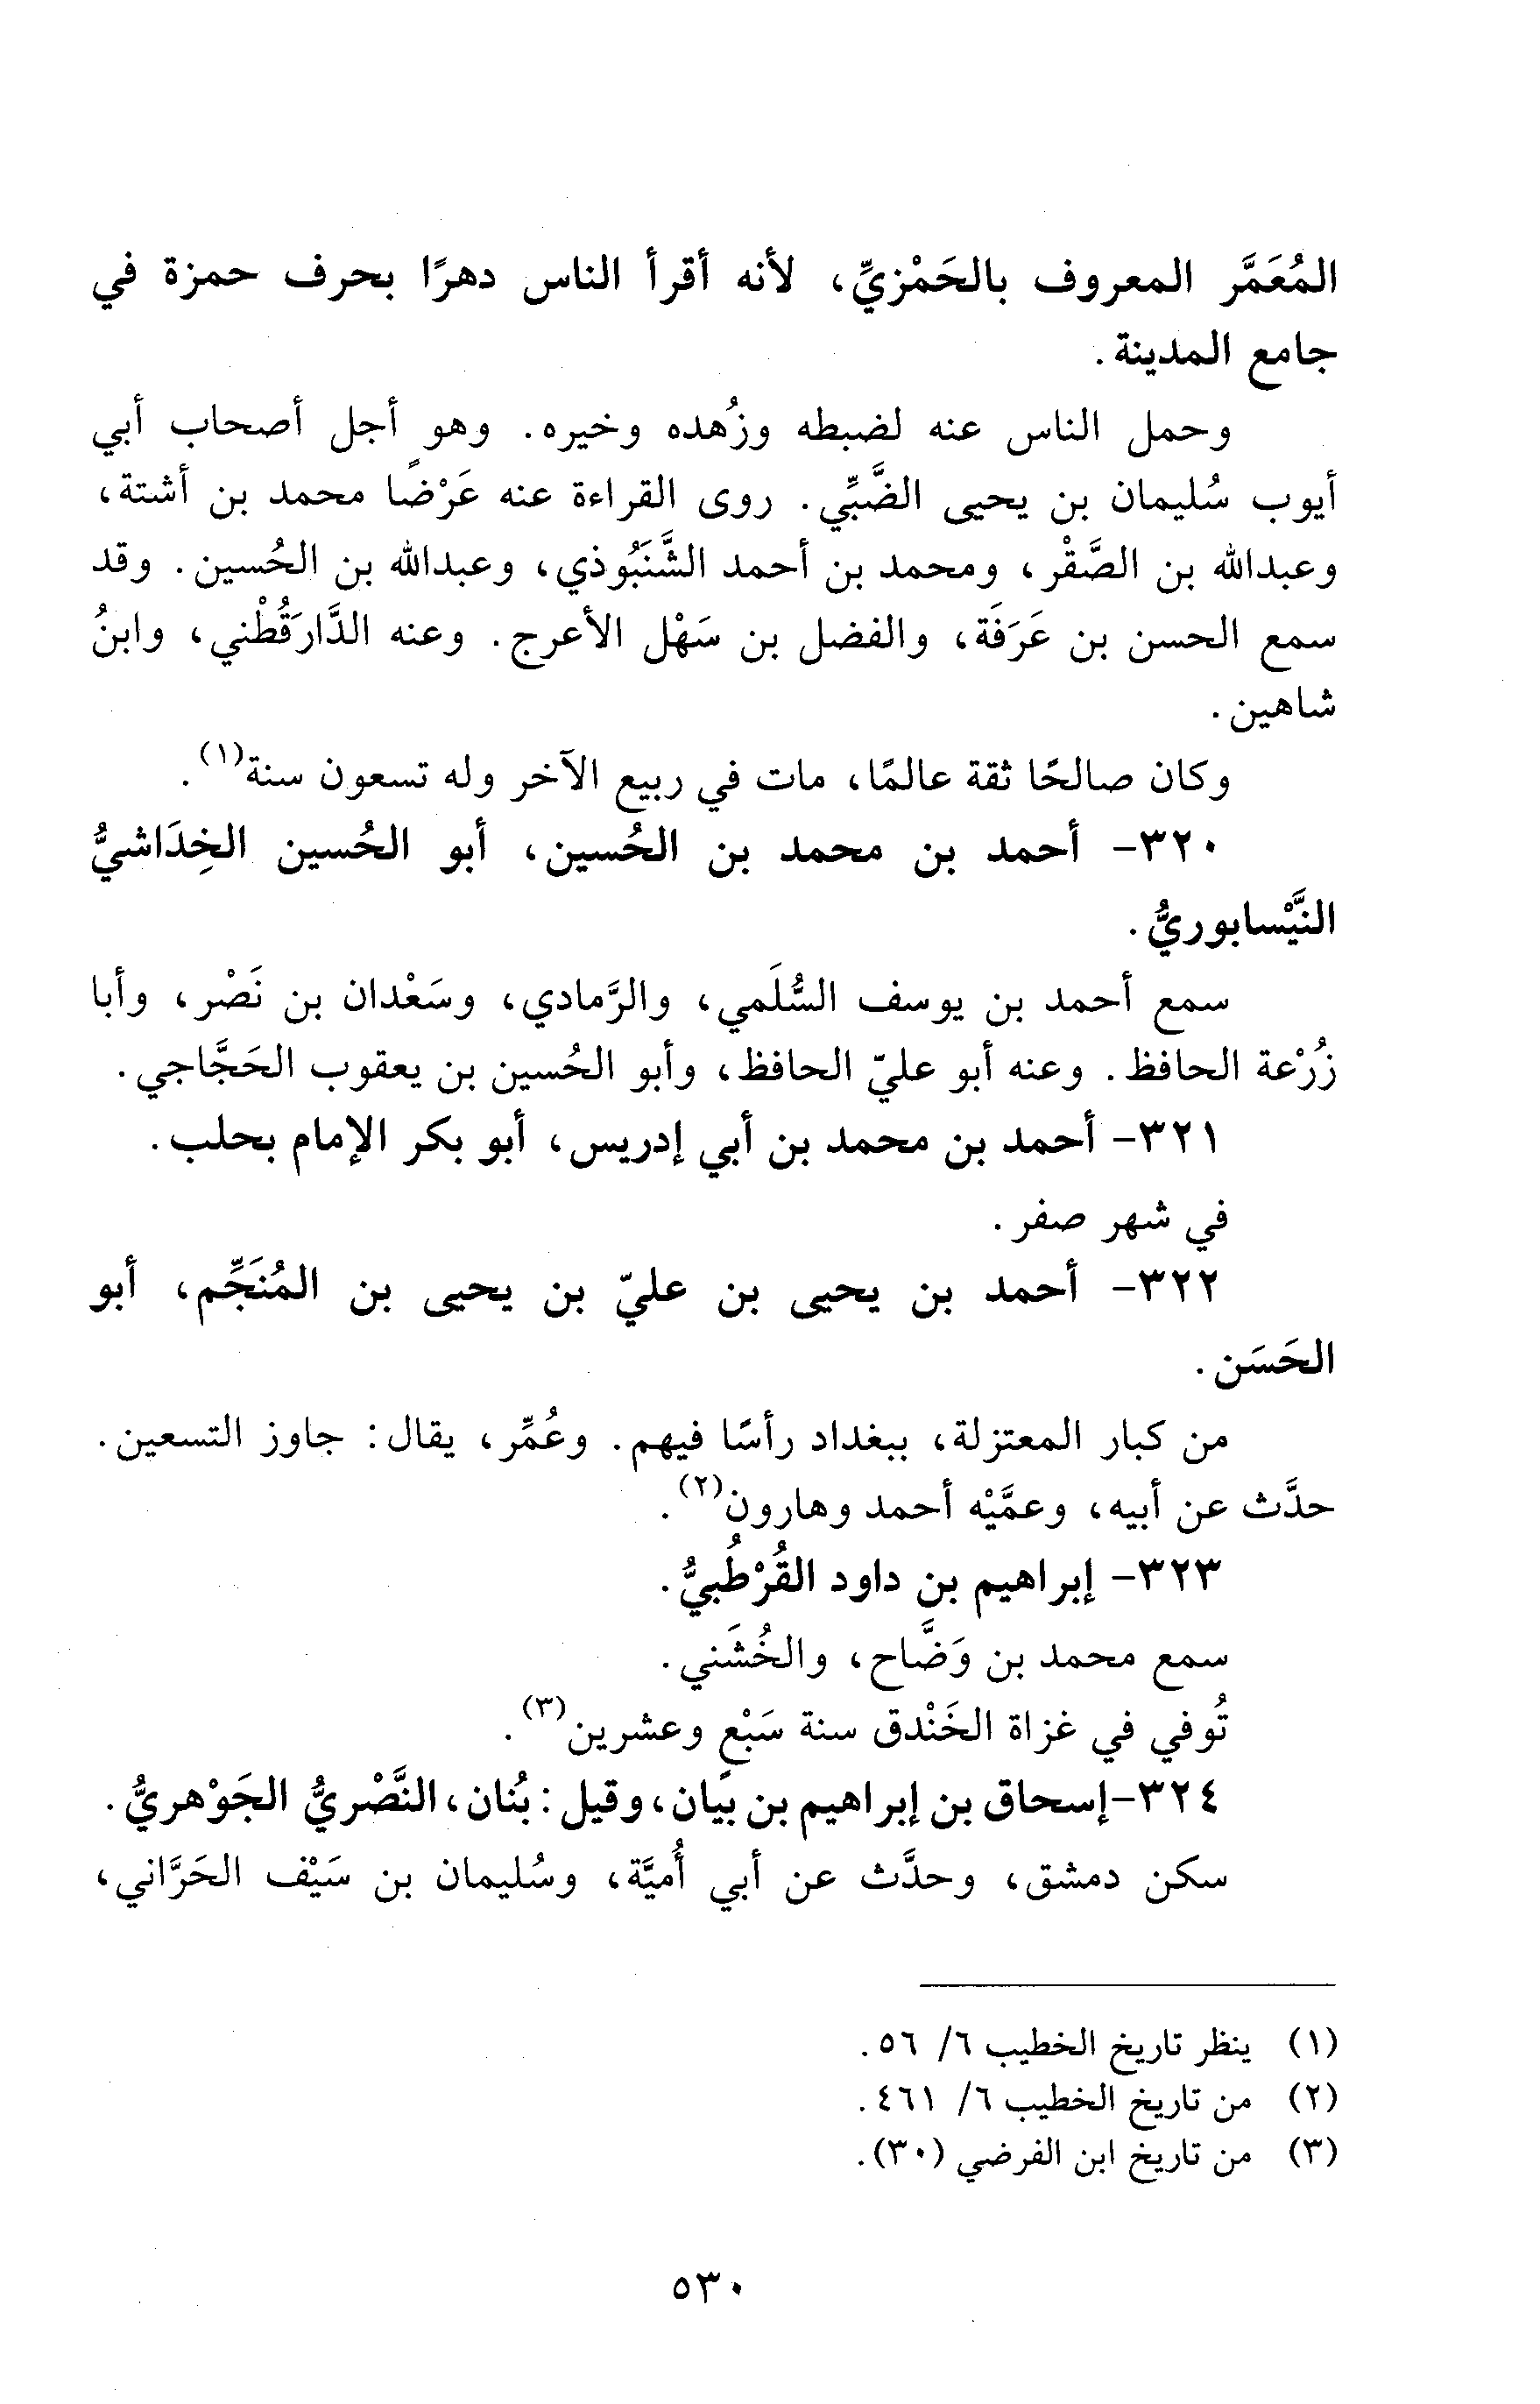 المُعَمَّر المعروف بالحَمْزيِّ، لأنه أقرأ الناس دهرًا بحرف حمزة في
جامع المدينة.
وحمل الناس عنه لضبطه وزُهده وخيره. وهو أجل أصحاب أبي
أيوب سُليمان بن يحيى الضَّبِّي. روى القراءة عنه عَرْضًا محمد بن أشتة،
وعبدالله بن الصَّقْر، ومحمد بن أحمد الشَّنَبُوذي، وعبدالله بن الحُسين. وقد
سمع الحسن بن عَرَفَة، والفضل بن سَهْل الأعرج. وعنه الدَّارَقُطْني، وابنُ
شاهين.
وكان صالحًا ثقة عالمًا، مات في ربيع الآخر وله تسعون سنة(١).
٣٢٠- أحمد بن محمد بن الحُسين، أبو الحُسين الخِدَاشيُّ
النَّيْسابوريُّ.
سمع أحمد بن يوسف السُّلَمي، والرَّمادي، وسَعْدان بن نَصْر، وأبا
زُرْعة الحافظ. وعنه أبو عليّ الحافظ، وأبو الحُسين بن يعقوب الحَجَّاجي.
٣٢١- أحمد بن محمد بن أبي إدريس، أبو بكر الإمام بحلب.
في شهر صفر.
٣٢٢- أحمد بن يحيى بن عليّ بن يحيى بن المُنَجِّم، أبو
الحَسَن.
من كبار المعتزلة، ببغداد رأسًا فيهم. وعُمِّر، يقال: جاوز التسعين.
حدَّث عن أبيه، وعمَّيْه أحمد وهارون(٢).
٣٢٣- إبراهيم بن داود القُرْطُبيُّ.
سمع محمد بن وَضَّاح، والخُشَني.
تُوفي في غزاة الخَنْدق سنة سَبْع وعشرين(٣).
٣٢٤- إسحاق بن إبراهيم بن بَيان، وقيل: بُنان، النَّصْريُّ الجَوْهريُّ.
سكن دمشق، وحدَّث عن أبي أُميَّة، وسُليمان بن سَيْف الحَرَّاني،
(١) ينظر تاريخ الخطيب ٦/ ٥٦.
(٢) من تاريخ الخطيب ٦/ ٤٦١.
(٣) من تاريخ ابن الفرضي (٣٠).
٥٣٠